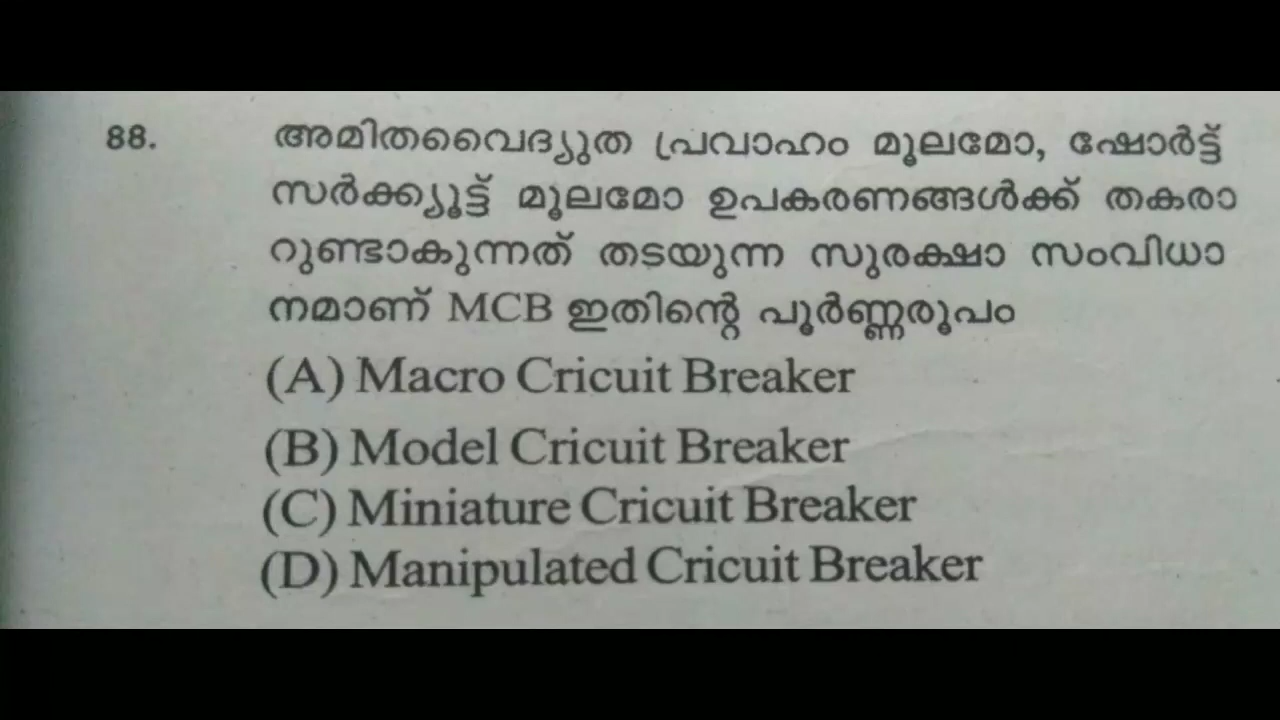 88. അമിതവൈദ്യുത പ്രവാഹം മൂലമോ, ഷോർട്ട്
സർക്ക്യൂട്ട് മൂലമോ ഉപകരണങ്ങൾക്ക് തകരാ
റുണ്ടാകുന്നത് തടയുന്ന സുരക്ഷാ സംവിധാ
നമാണ് MCB ഇതിന്റെ പൂർണ്ണരൂപം
(A) Macro Cricuit Breaker
(B) Model Cricuit Breaker
(C) Miniature Cricuit Breaker
(D) Manipulated Cricuit Breaker